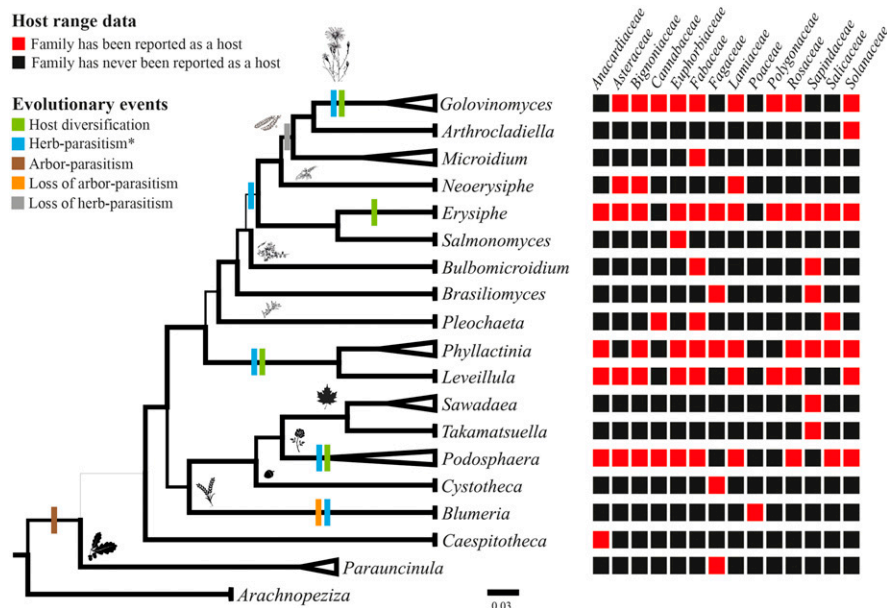 Host range data
Family has been reported as a host
Family has never been reported as a host
Evolutionary events
Host diversification
Herb-parasitism*
Arbor-parasitism
Loss of arbor-parasitism
Loss of herb-parasitism
Anacardiaceae
Asteraceae
Bignoniaceae
Cannabaceae
Euphorbiaceae
Fabaceae
Fagaceae
Lamiaceae
Poaceae
Polygonaceae
Rosaceae
Sapindaceae
Salicaceae
Solanaceae
Golovinomyces
Arthrocladiella
Microidium
Neoerysiphe
Erysiphe
Salmonomyces
Bulbomicroidium
Brasiliomyces
Pleochaeta
Phyllactinia
Leveillula
Sawadaea
Takamatsuella
Podosphaera
Cystotheca
Blumeria
Caespitotheca
Parauncinula
Arachnopeziza
0.03